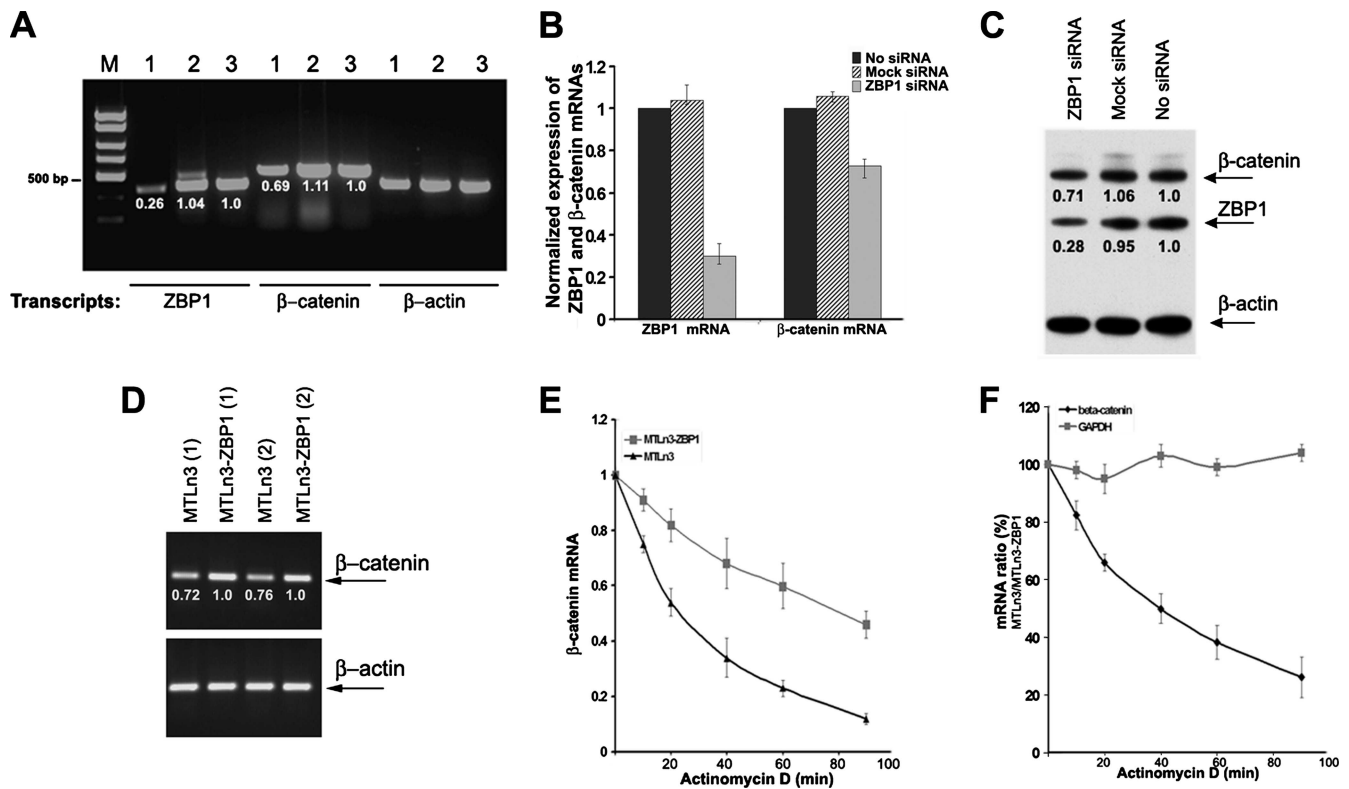 A
M 1 2 3 1 2 3 1 2 3
500 bp
0.26 1.04 1.0 0.69 1.11 1.0
Transcripts: ZBP1 β–catenin β–actin
B
No siRNA
Mock siRNA
ZBP1 siRNA
Normalized expression of
ZBP1 and β-catenin mRNAs
1.2
1
0.8
0.6
0.4
0.2
0
ZBP1 mRNA β-catenin mRNA
C
ZBP1 siRNA
Mock siRNA
No siRNA
β-catenin
0.71 1.06 1.0
ZBP1
0.28 0.95 1.0
β-actin
D
MTLn3 (1)
MTLn3-ZBP1 (1)
MTLn3 (2)
MTLn3-ZBP1 (2)
β–catenin
0.72 1.0 0.76 1.0
β–actin
E
MTLn3-ZBP1
MTLn3
β-catenin mRNA
1.2
1
0.8
0.6
0.4
0.2
0
20 40 60 80 100
Actinomycin D (min)
F
beta-catenin
GAPDH
mRNA ratio (%)
MTLn3/MTLn3-ZBP1
120
100
80
60
40
20
0
20 40 60 80 100
Actinomycin D (min)